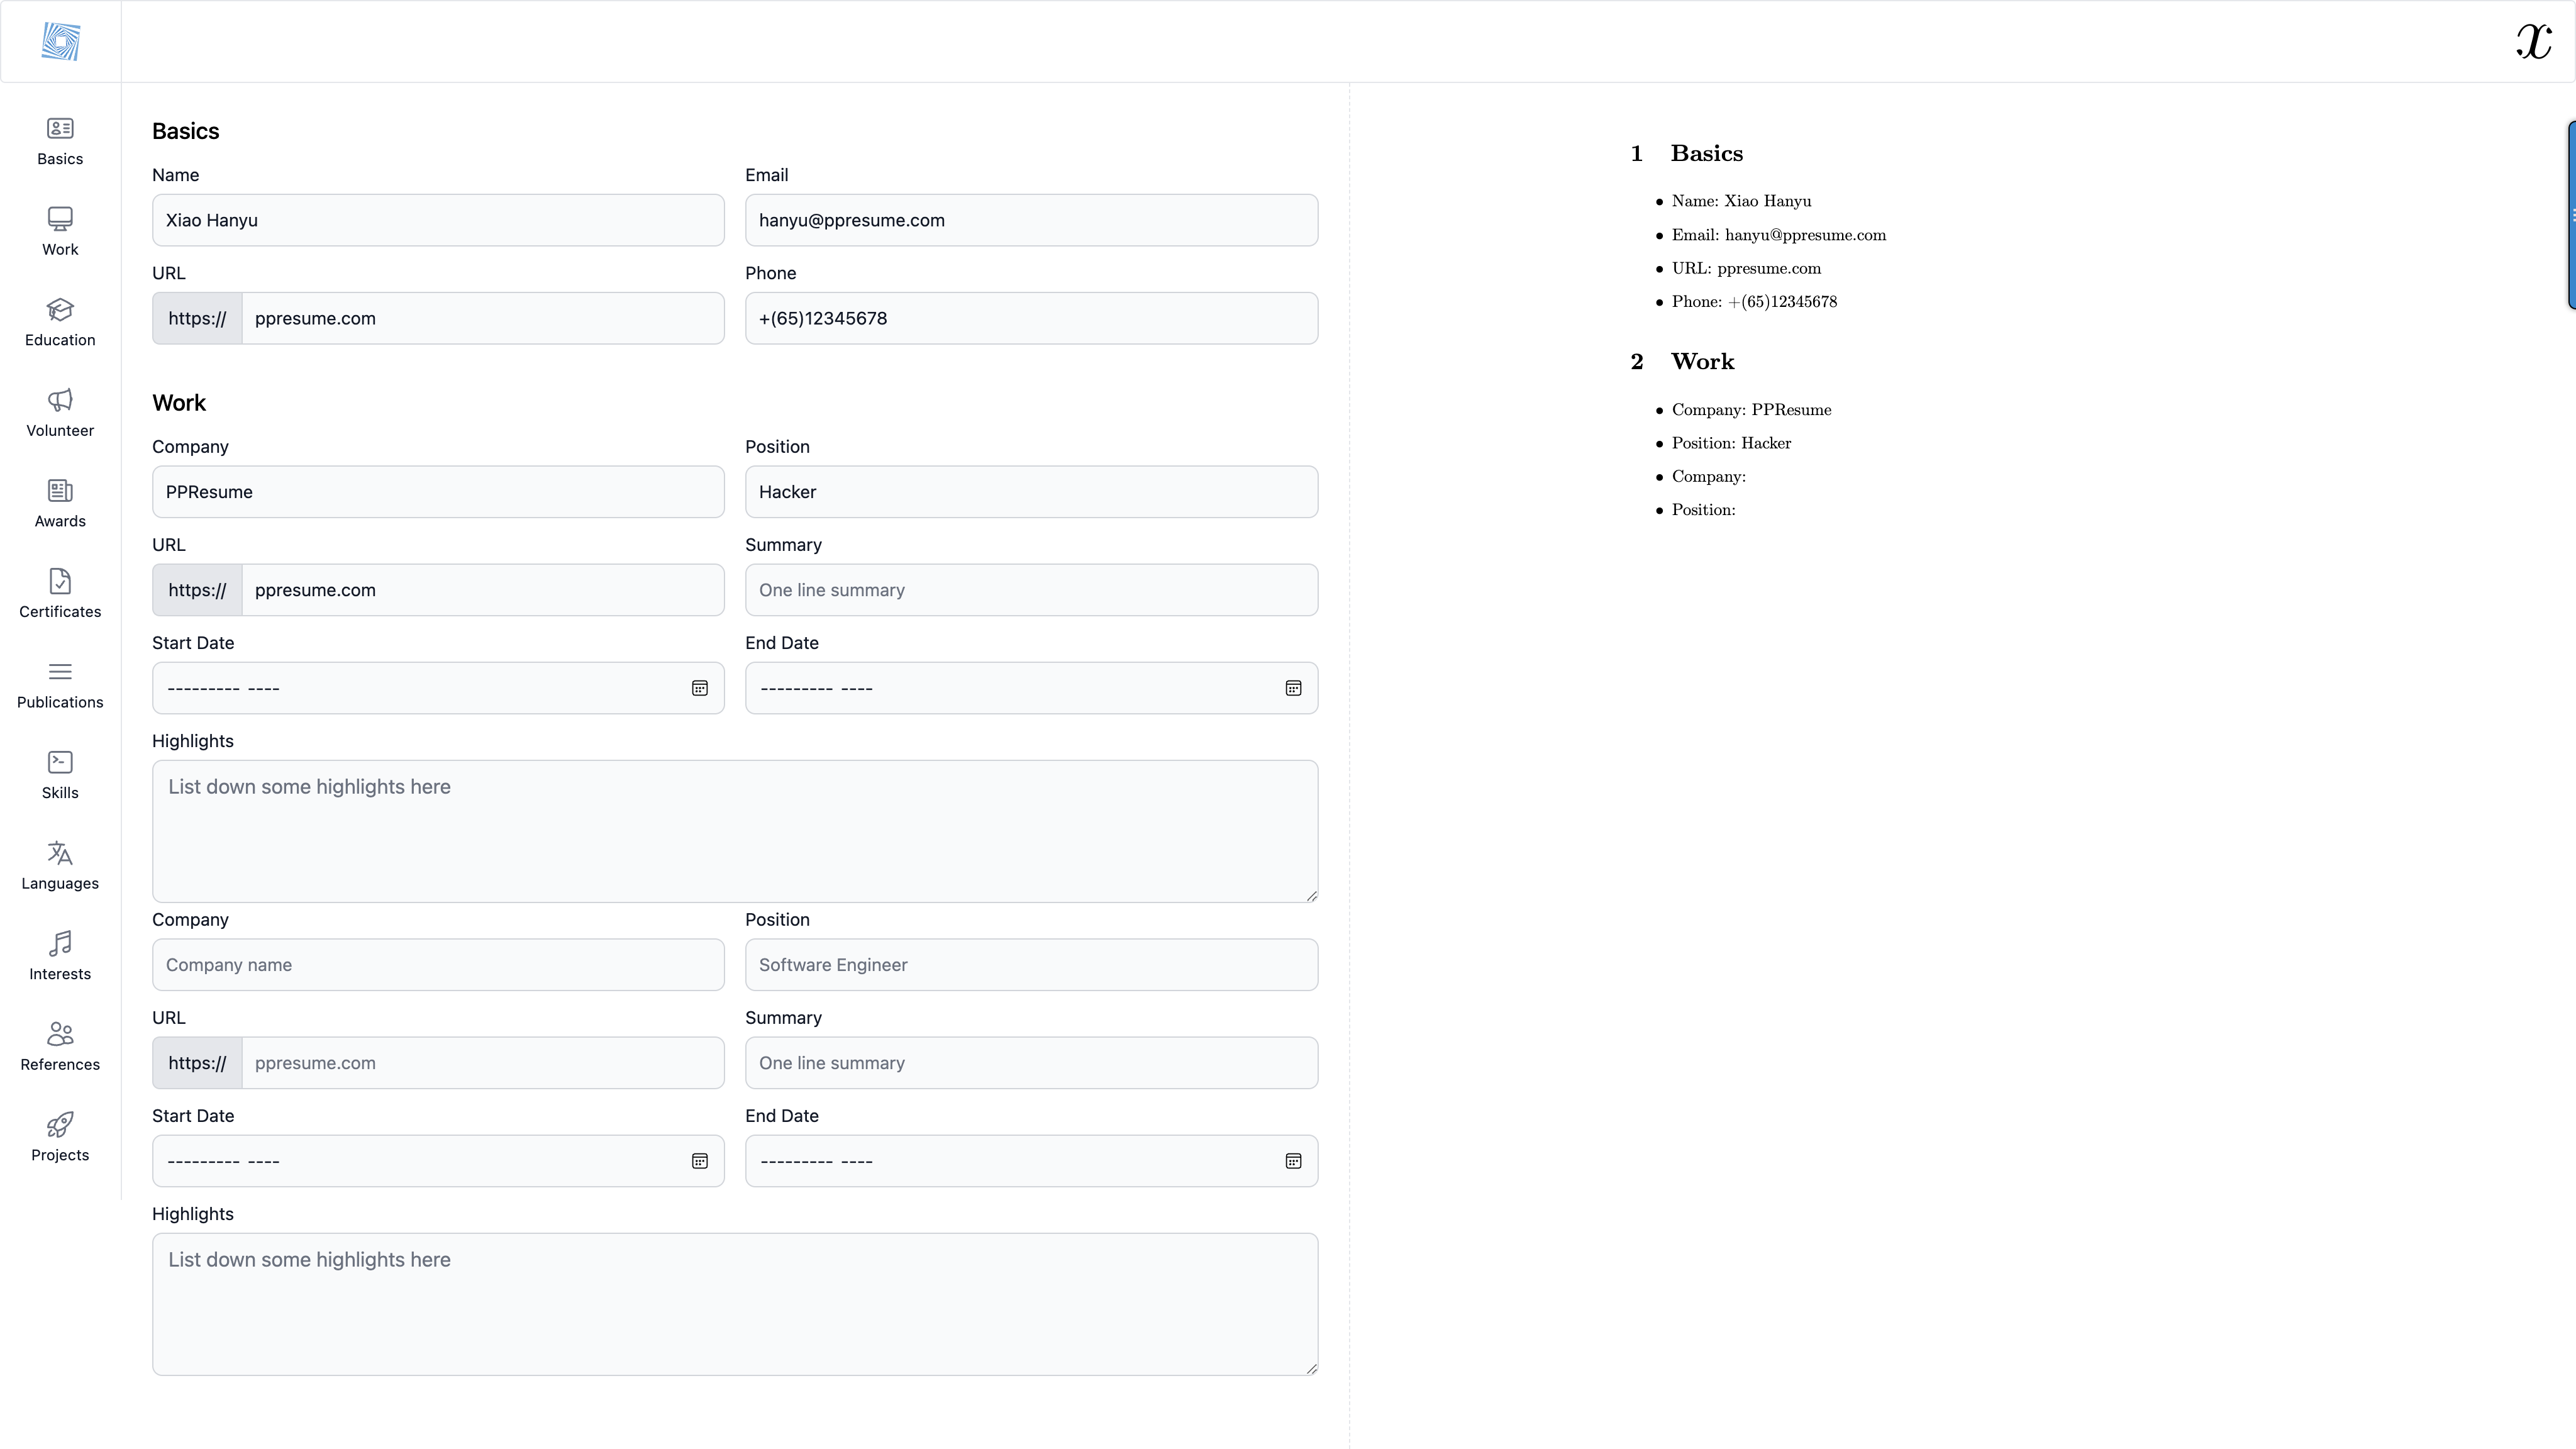 x
Basics
Work
Education
Volunteer
Awards
Certificates
Publications
Skills
Languages
Interests
References
Projects
Basics
Name Email
Xiao Hanyu hanyu@ppresume.com
URL Phone
https:// ppresume.com +(65)12345678
Work
Company Position
PPResume Hacker
URL Summary
https:// ppresume.com One line summary
Start Date End Date
--------- ---- --------- ----
Highlights
List down some highlights here
Company Position
Company name Software Engineer
URL Summary
https:// ppresume.com One line summary
Start Date End Date
--------- ---- --------- ----
Highlights
List down some highlights here
1 Basics
• Name: Xiao Hanyu
• Email: hanyu@ppresume.com
• URL: ppresume.com
• Phone: +(65)12345678
2 Work
• Company: PPResume
• Position: Hacker
• Company:
• Position: